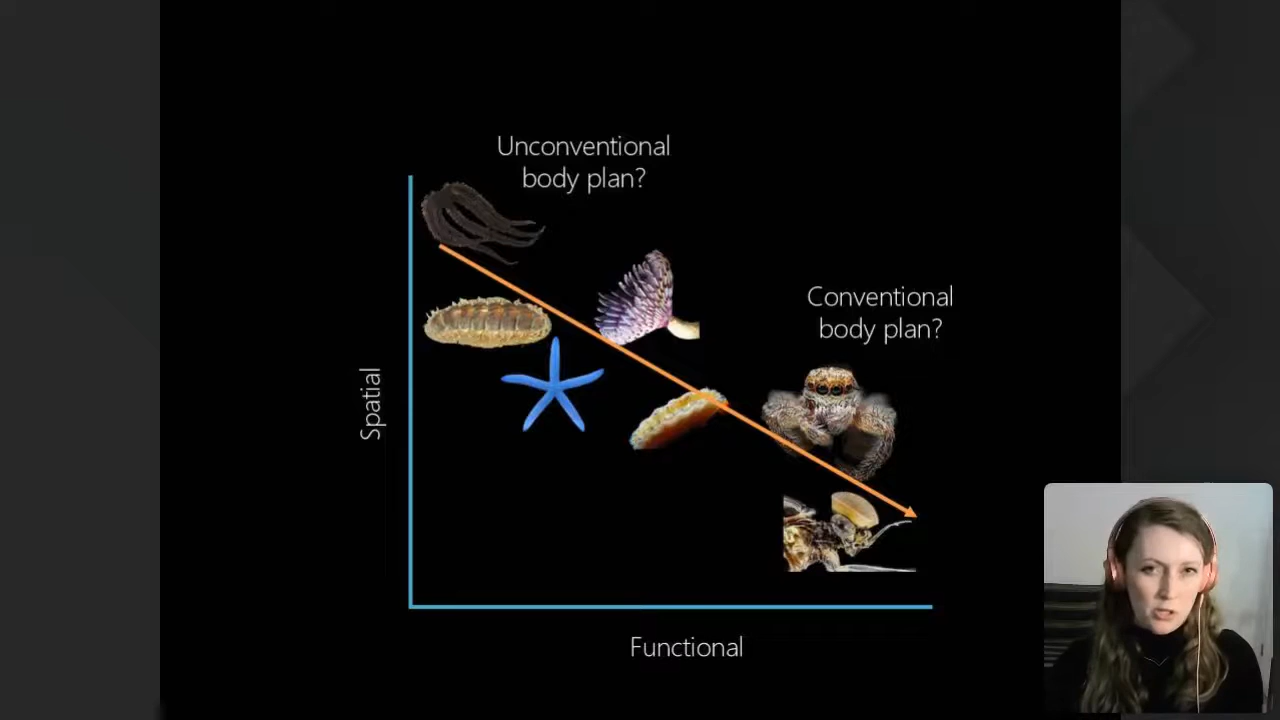 Unconventional
body plan?
Conventional
body plan?
Spatial
Functional